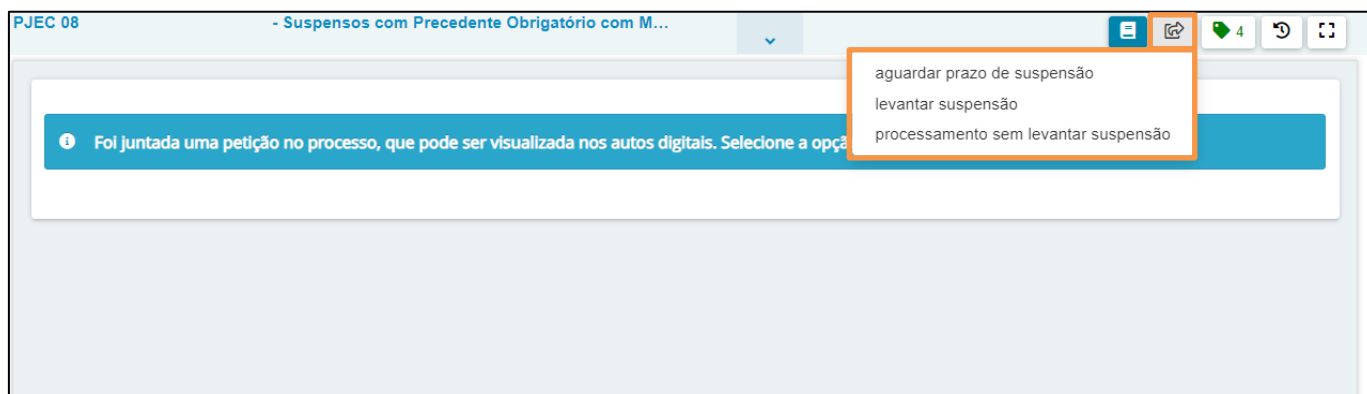 PJEC 08 - Suspensos com Precedente Obrigatório com M...
4
aguardar prazo de suspensão
levantar suspensão
processamento sem levantar suspensão
Foi juntada uma petição no processo, que pode ser visualizada nos autos digitais. Selecione a opçã